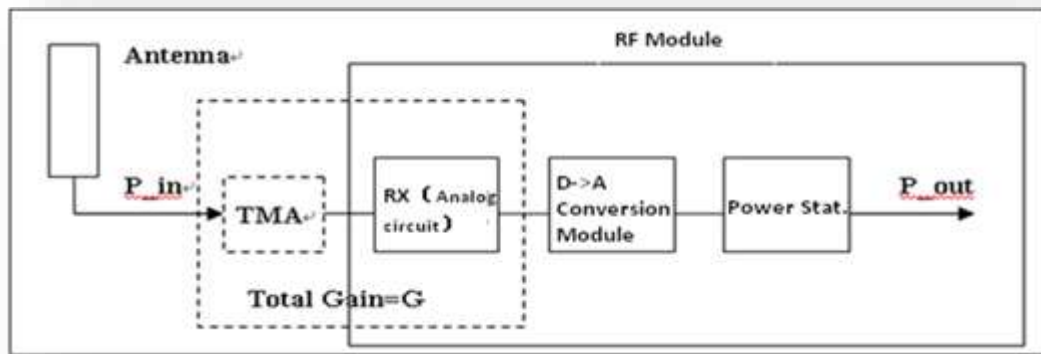 RF Module
Antenna↵
P_in↵
TMA↵
RX (Analog
circuit)
D->A
Conversion
Module
Power Stat.
P_out
Total Gain=G